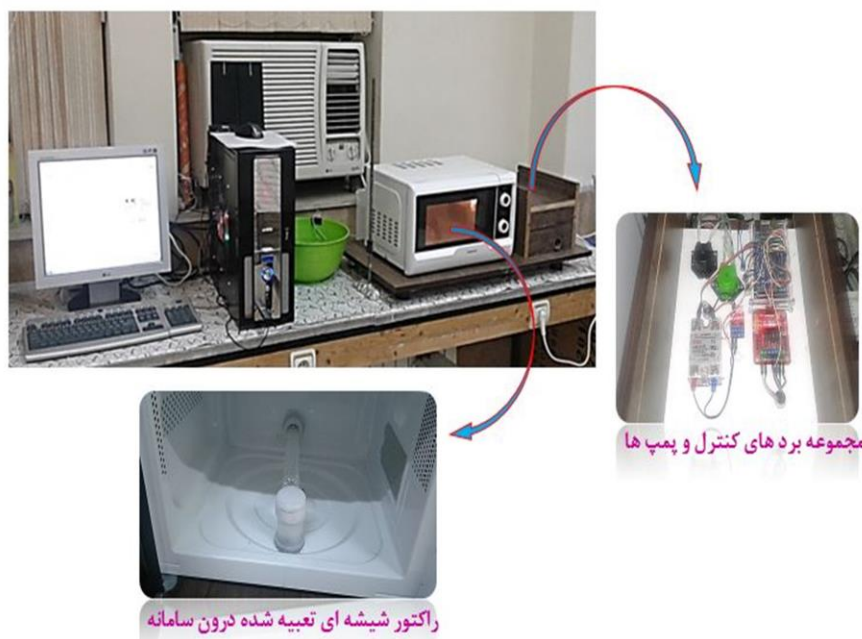 مجموعه برد های کنترل و پمپ ها
راکتور شیشه ای تعبیه شده درون سامانه